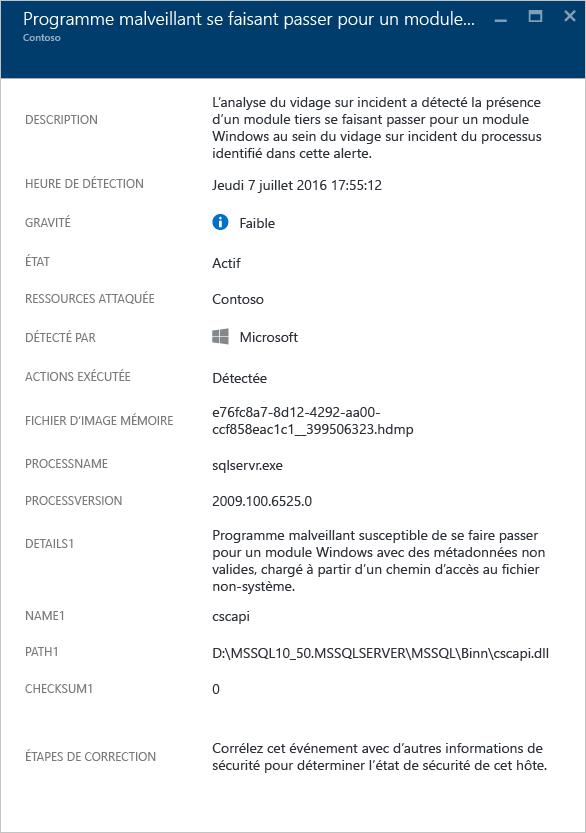 Programme malveillant se faisant passer pour un module...
Contoso
DESCRIPTION
L'analyse du vidage sur incident a détecté la présence
d'un module tiers se faisant passer pour un module
Windows au sein du vidage sur incident du processus
identifié dans cette alerte.
HEURE DE DÉTECTION
Jeudi 7 juillet 2016 17:55:12
GRAVITÉ
Faible
ÉTAT
Actif
RESSOURCES ATTAQUÉE
Contoso
DÉTECTÉ PAR
Microsoft
ACTIONS EXÉCUTÉE
Détectée
FICHIER D'IMAGE MÉMOIRE
e76fc8a7-8d12-4292-aa00-
ccf858eac1c1__399506323.hdmp
PROCESSNAME
sqlservr.exe
PROCESSVERSION
2009.100.6525.0
DETAILS1
Programme malveillant susceptible de se faire passer
pour un module Windows avec des métadonnées non
valides, chargé à partir d'un chemin d'accès au fichier
non-système.
NAME1
cscapi
PATH1
D:\MSSQL10_50.MSSQLSERVER\MSSQL\Binn\cscapi.dll
CHECKSUM1
0
ÉTAPES DE CORRECTION
Corrélez cet événement avec d'autres informations de
sécurité pour déterminer l'état de sécurité de cet hôte.